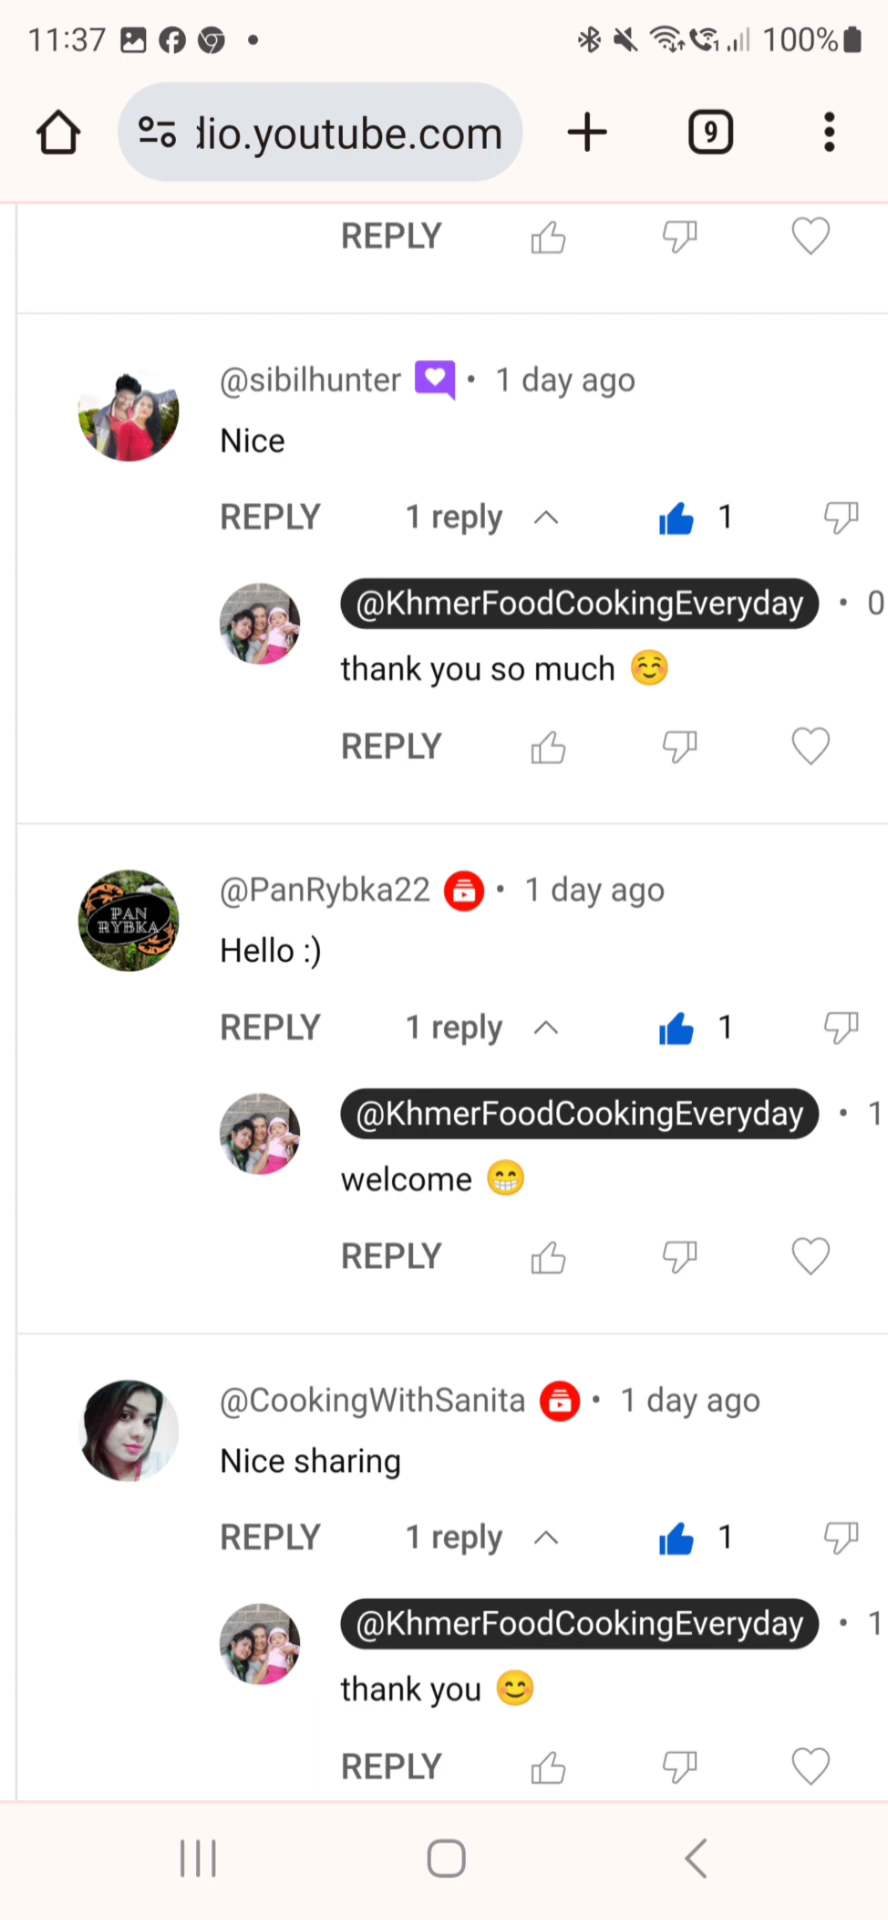 11:37
100%
dio.youtube.com
9
REPLY
@sibilhunter • 1 day ago
Nice
REPLY 1 reply 1
@KhmerFoodCookingEveryday • 0
thank you so much ☺️
REPLY
@PanRybka22 • 1 day ago
PAN
RYBKA
Hello :)
REPLY 1 reply 1
@KhmerFoodCookingEveryday • 1
welcome 😁
REPLY
@CookingWithSanita • 1 day ago
Nice sharing
REPLY 1 reply 1
@KhmerFoodCookingEveryday • 1
thank you 😊
REPLY